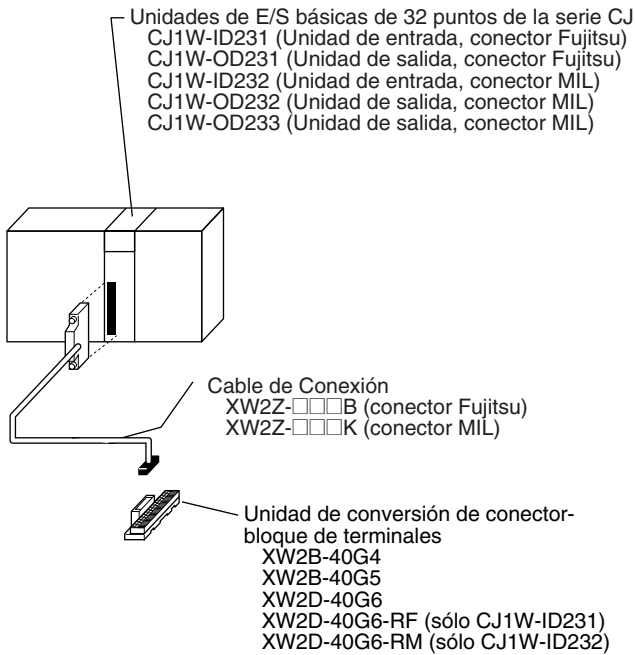 Unidades de E/S básicas de 32 puntos de la serie CJ
CJ1W-ID231 (Unidad de entrada, conector Fujitsu)
CJ1W-OD231 (Unidad de salida, conector Fujitsu)
CJ1W-ID232 (Unidad de entrada, conector MIL)
CJ1W-OD232 (Unidad de salida, conector MIL)
CJ1W-OD233 (Unidad de salida, conector MIL)
Cable de Conexión
XW2Z-□□□B (conector Fujitsu)
XW2Z-□□□K (conector MIL)
Unidad de conversión de conector-
bloque de terminales
XW2B-40G4
XW2B-40G5
XW2D-40G6
XW2D-40G6-RF (sólo CJ1W-ID231)
XW2D-40G6-RM (sólo CJ1W-ID232)